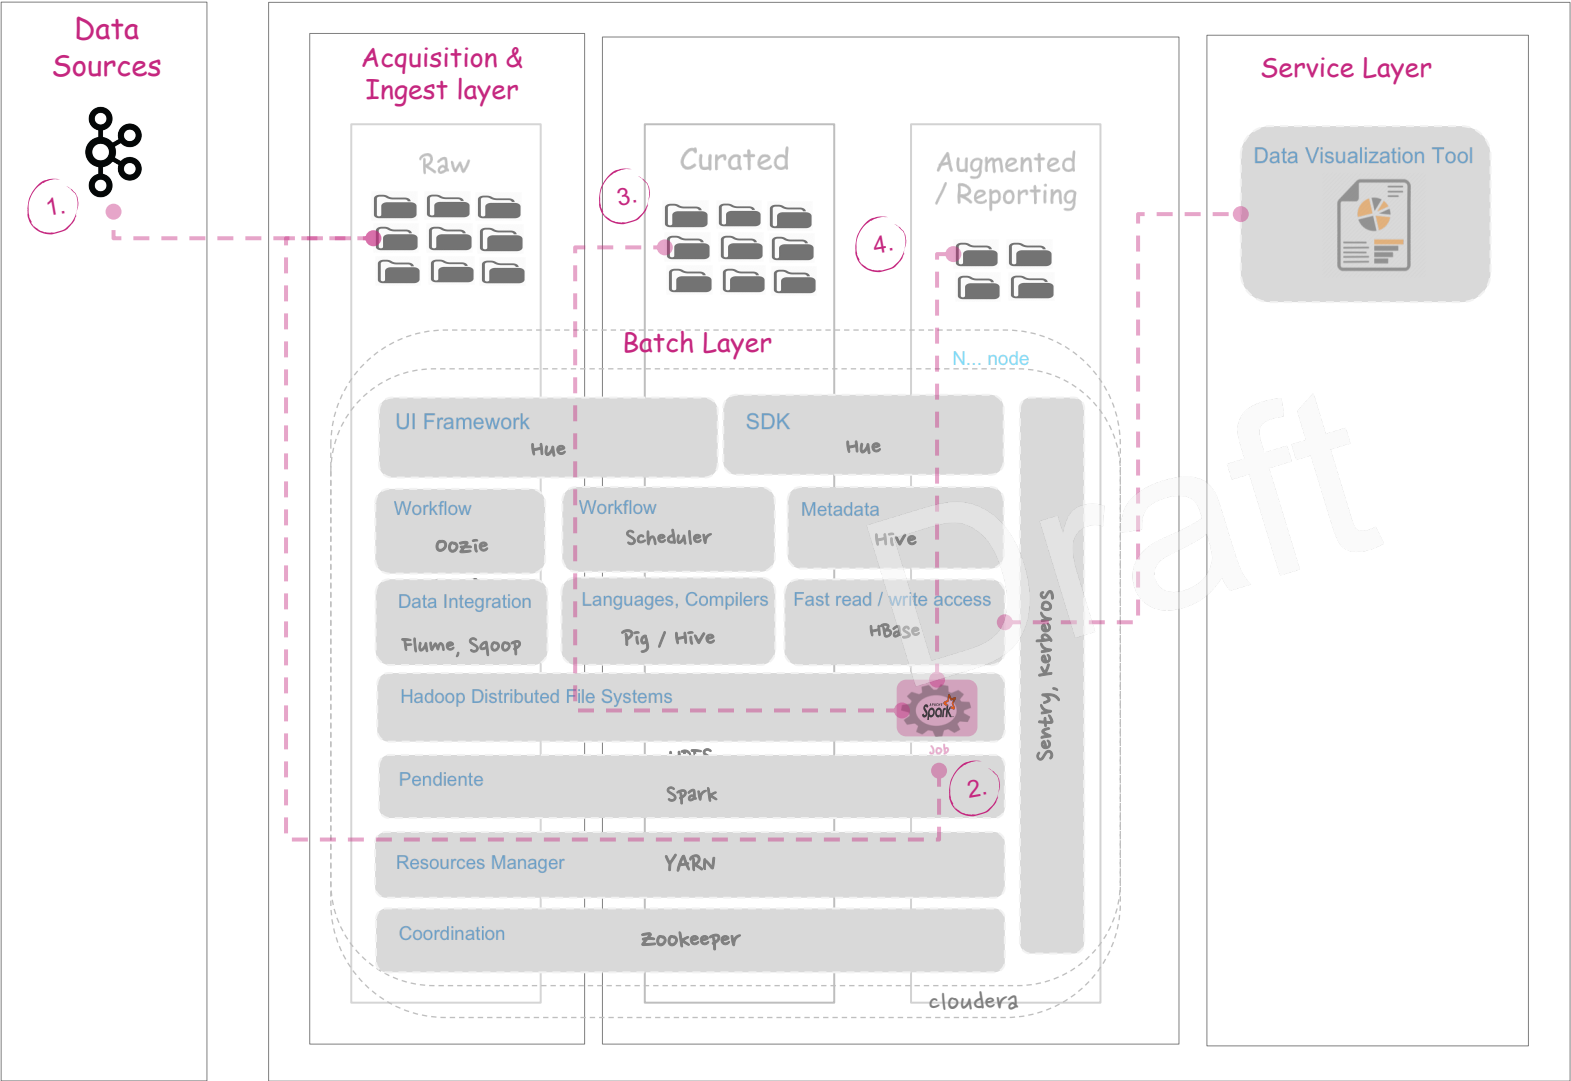 Data
Sources
1.
Acquisition &
Ingest layer
Raw
3.
Curated
4.
Augmented
/ Reporting
Service Layer
Data Visualization Tool
Batch Layer
N... node
UI Framework
Hue
SDK
Hue
Workflow
Oozie
Workflow
Scheduler
Metadata
Hive
Data Integration
Flume, Sqoop
Languages, Compilers
Pig / Hive
Fast read / write access
HBase
Sentry, Kerberos
Hadoop Distributed File Systems
HDFS
APACHE
Spark
Job
2.
Pendiente
Spark
Resources Manager
YARN
Coordination
Zookeeper
cloudera
Draft